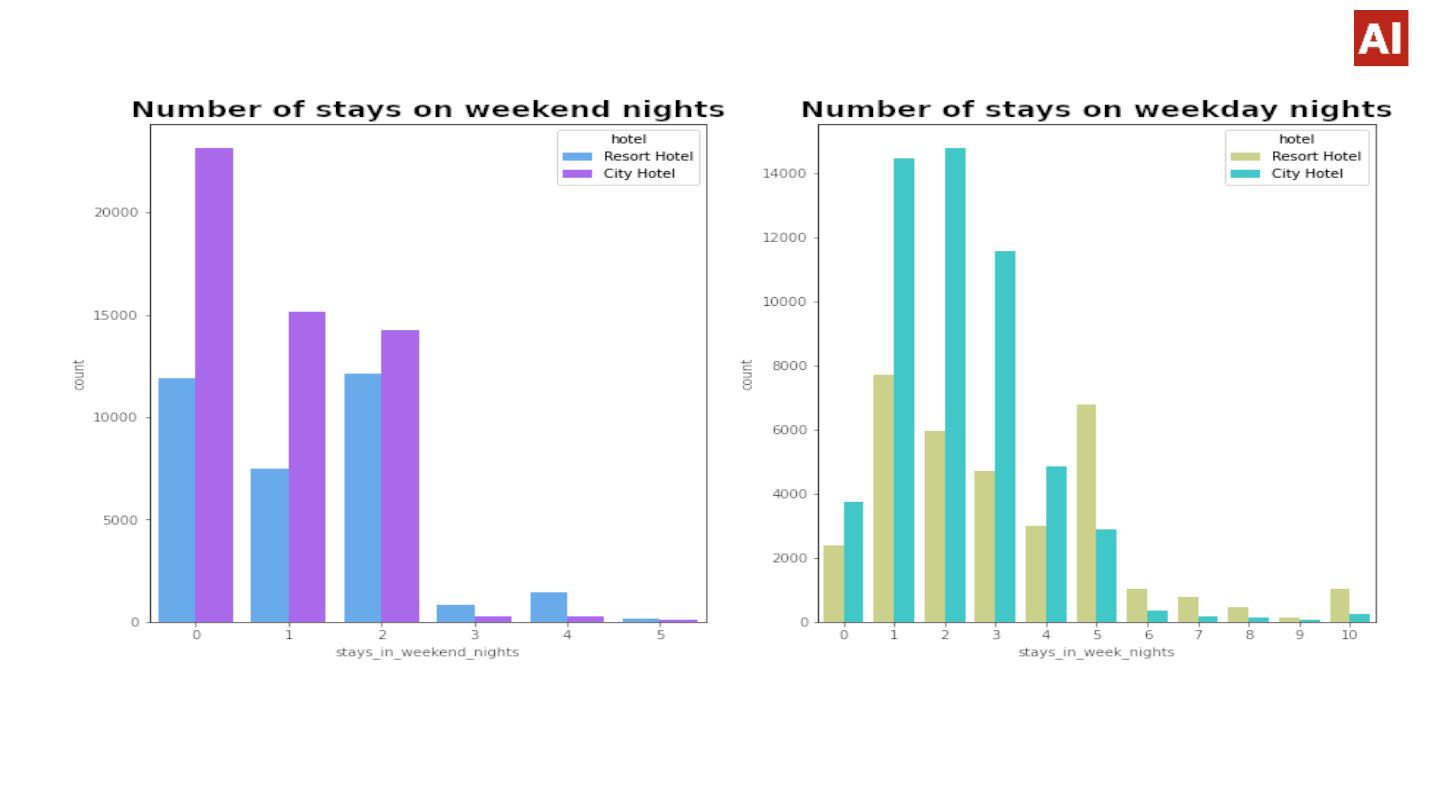 AI
Number of stays on weekend nights
hotel
Resort Hotel
City Hotel
20000
15000
10000
5000
0
count
0 1 2 3 4 5
stays_in_weekend_nights
Number of stays on weekday nights
hotel
Resort Hotel
City Hotel
14000
12000
10000
8000
6000
4000
2000
0
count
0 1 2 3 4 5 6 7 8 9 10
stays_in_week_nights